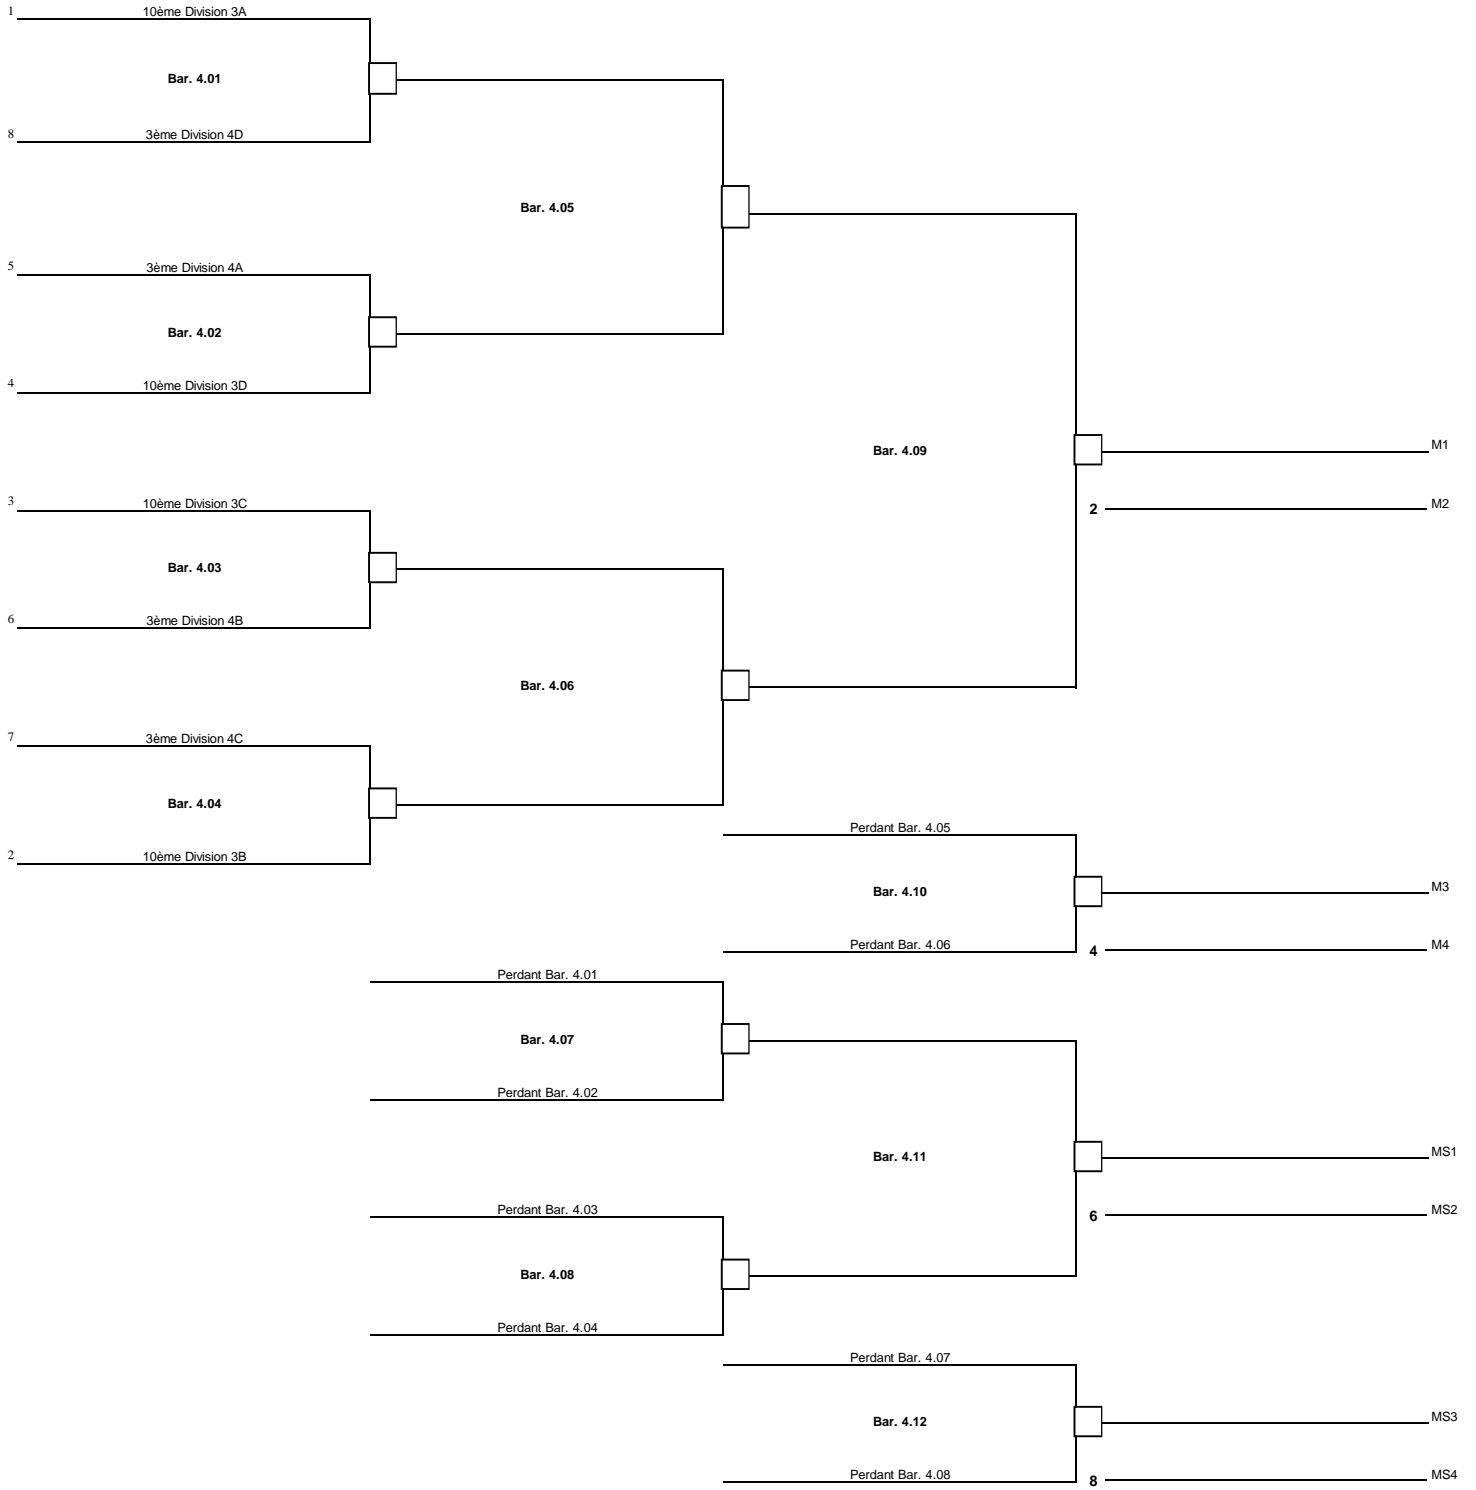 1 10ème Division 3A
Bar. 4.01
8 3ème Division 4D
Bar. 4.05
5 3ème Division 4A
Bar. 4.02
4 10ème Division 3D
Bar. 4.09
M1
3 10ème Division 3C
2 M2
Bar. 4.03
6 3ème Division 4B
Bar. 4.06
7 3ème Division 4C
Bar. 4.04
Perdant Bar. 4.05
2 10ème Division 3B
Bar. 4.10
M3
Perdant Bar. 4.06
4 M4
Perdant Bar. 4.01
Bar. 4.07
Perdant Bar. 4.02
Bar. 4.11
MS1
Perdant Bar. 4.03
6 MS2
Bar. 4.08
Perdant Bar. 4.04
Perdant Bar. 4.07
Bar. 4.12
MS3
Perdant Bar. 4.08
8 MS4